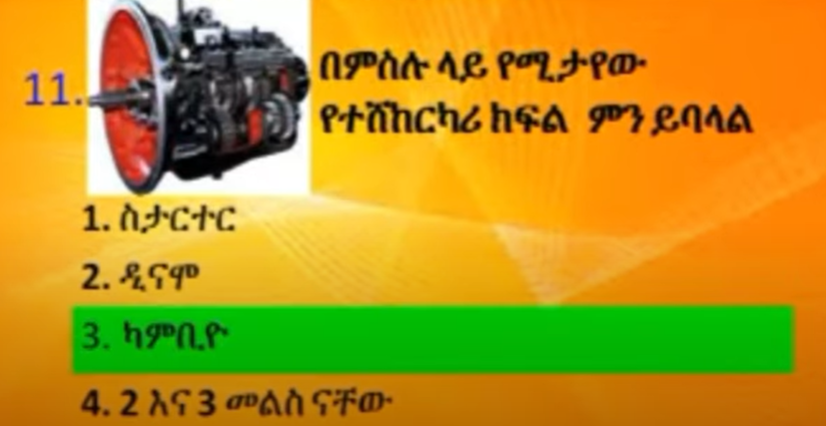 11. በምስሉ ላይ የሚታየው
የተሽከርካሪ ክፍል ምን ይባላል
1. ስታርተር
2. ዲናሞ
3. ካምቢዮ
4. 2 እና 3 መልስ ናቸው